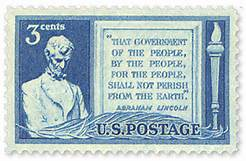 3 cents
"THAT GOVERNMENT
OF THE PEOPLE,
BY THE PEOPLE,
FOR THE PEOPLE,
SHALL NOT PERISH
FROM THE EARTH."
ABRAHAM LINCOLN
U.S. POSTAGE